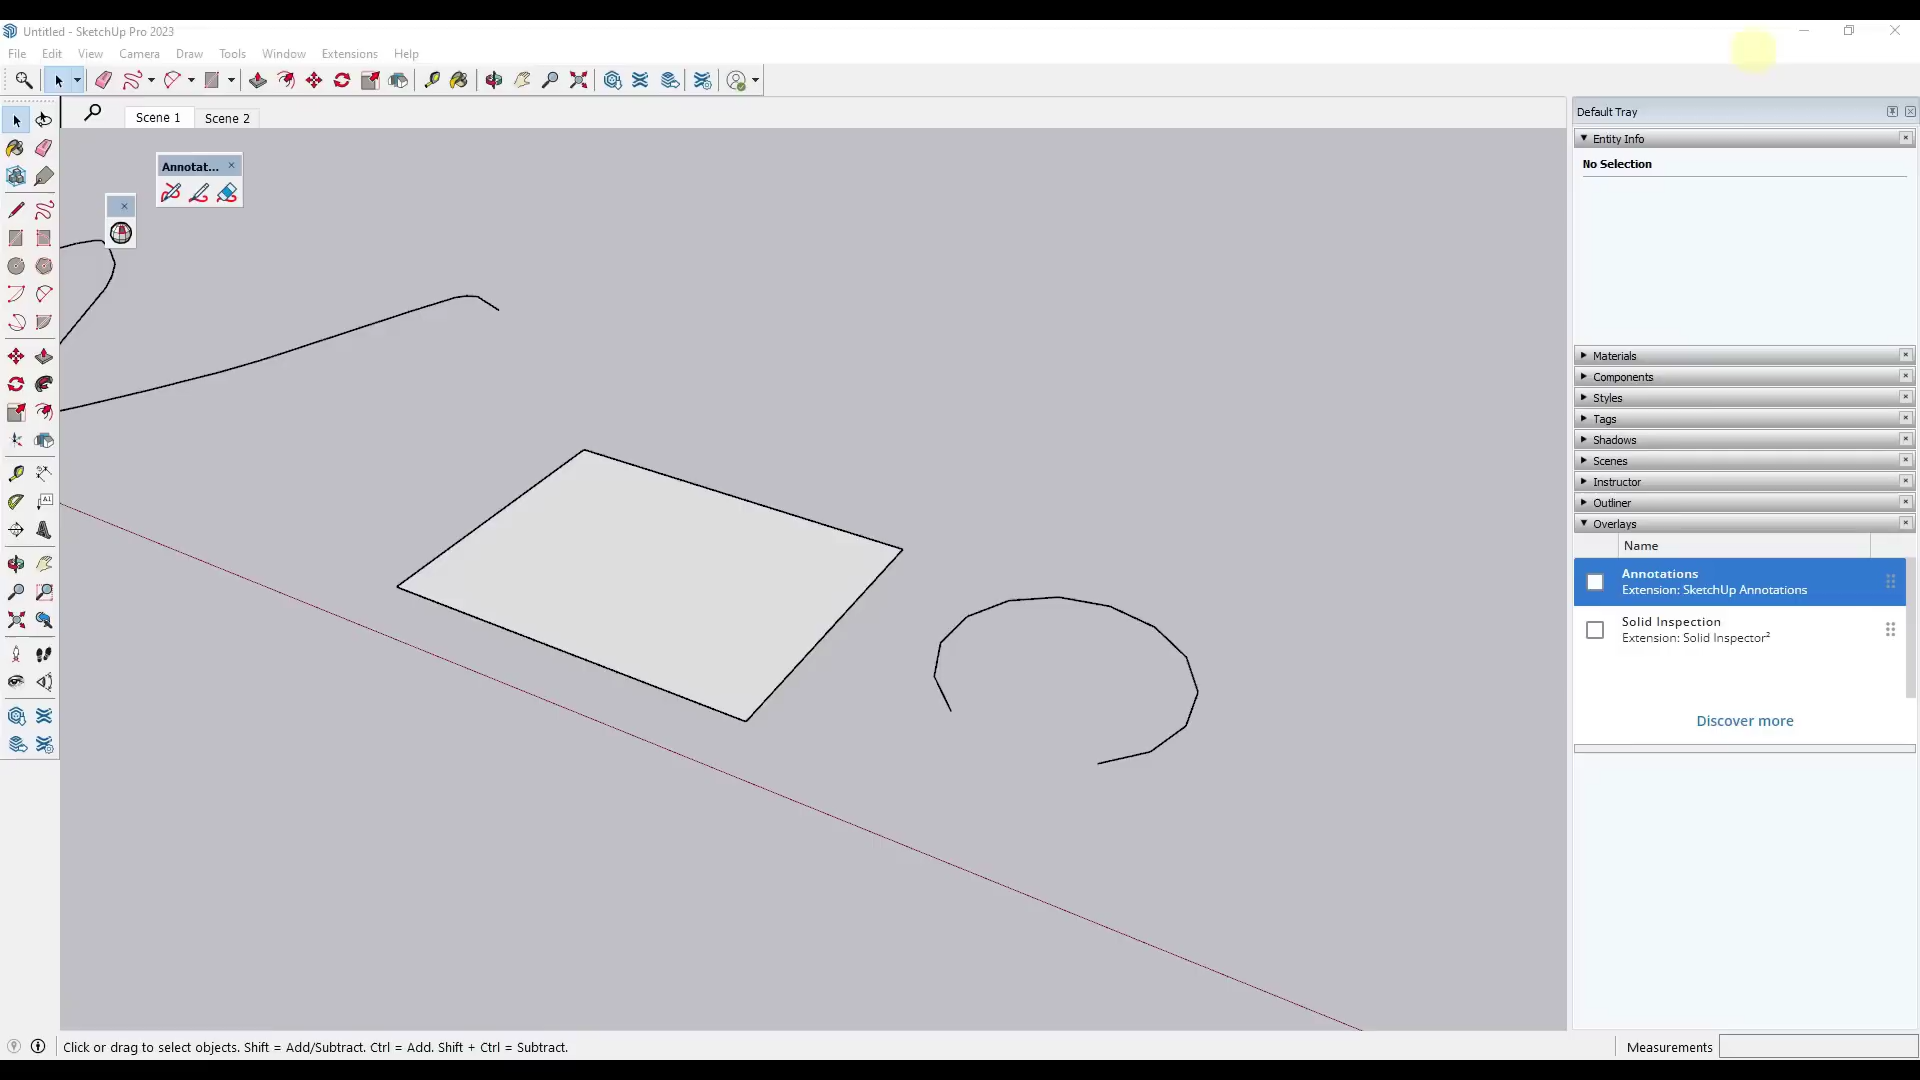 Untitled - SketchUp Pro 2023
File Edit View Camera Draw Tools Window Extensions Help
Scene 1 Scene 2
Annotat...
Default Tray
Entity Info
No Selection
Materials
Components
Styles
Tags
Shadows
Scenes
Instructor
Outliner
Overlays
Name
Annotations
Extension: SketchUp Annotations
Solid Inspection
Extension: Solid Inspector²
Discover more
Click or drag to select objects. Shift = Add/Subtract. Ctrl = Add. Shift + Ctrl = Subtract.
Measurements